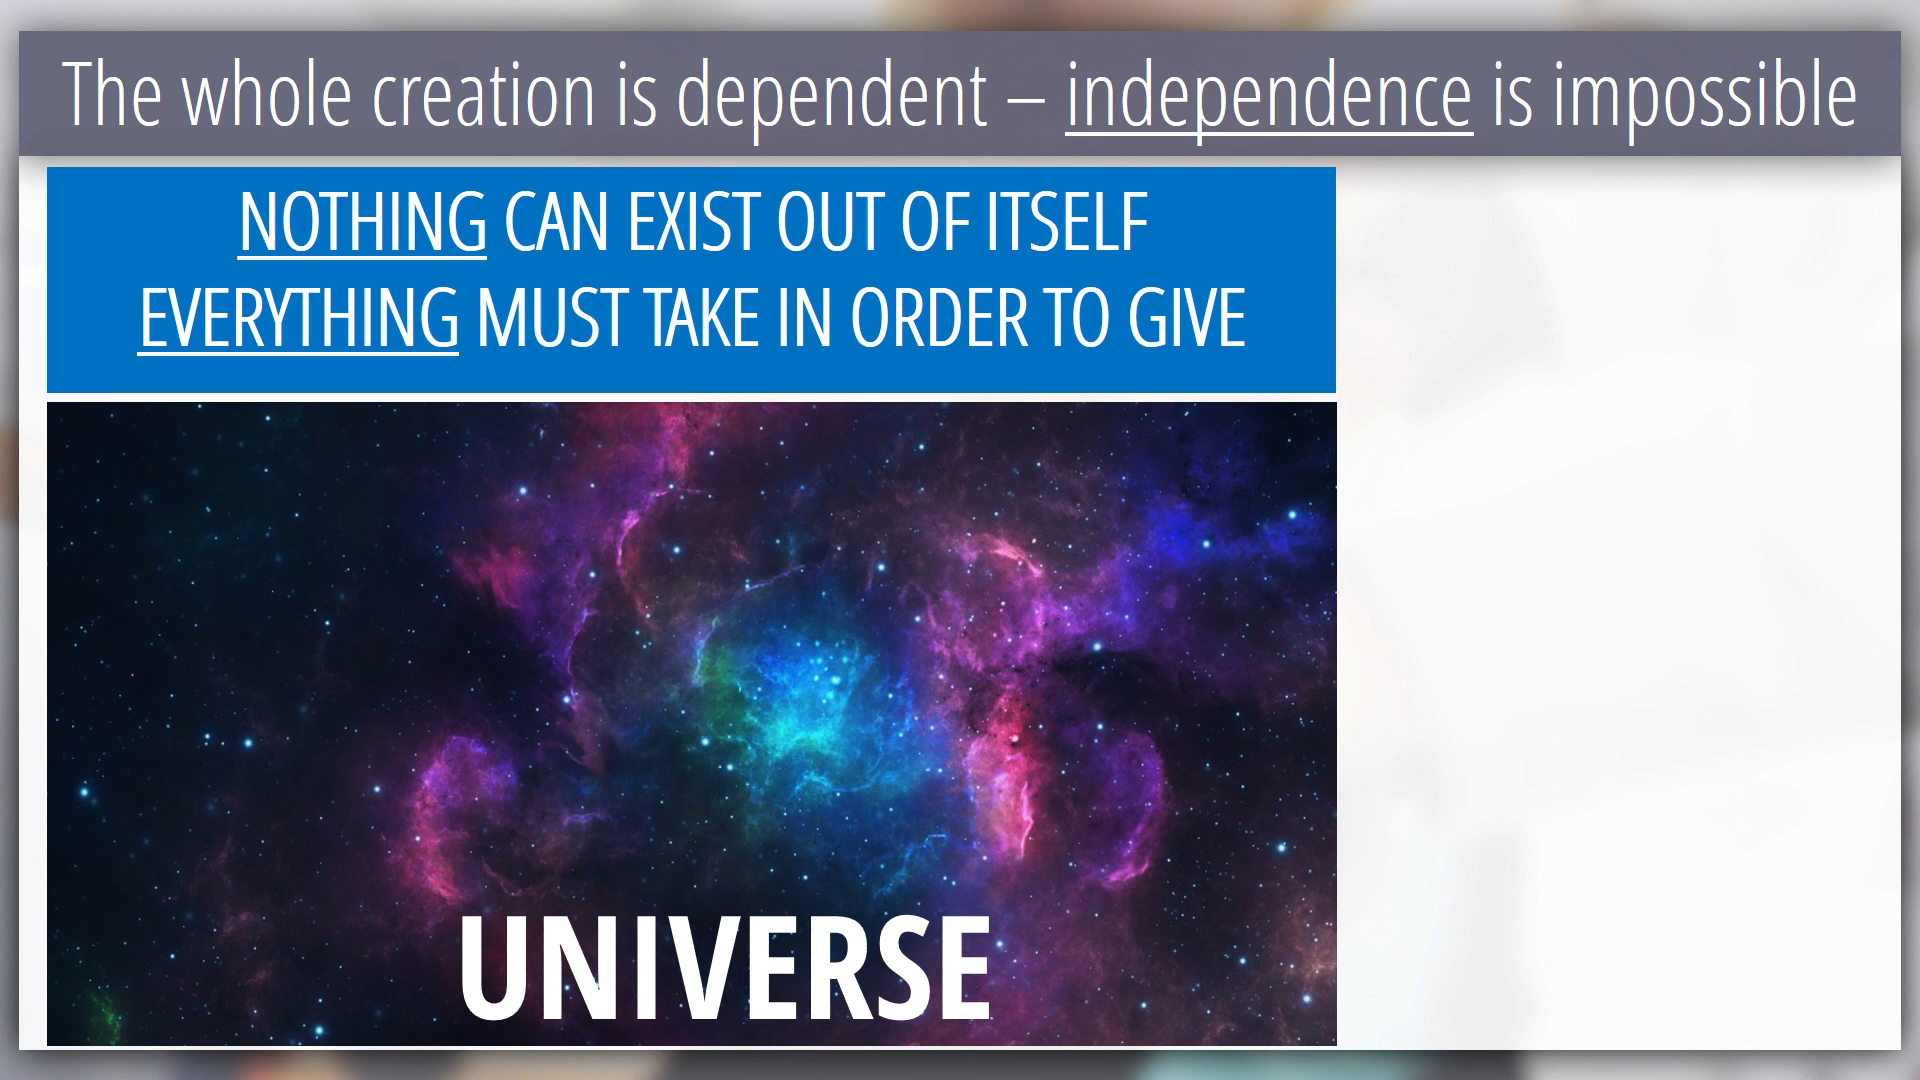 The whole creation is dependent – independence is impossible
NOTHING CAN EXIST OUT OF ITSELF
EVERYTHING MUST TAKE IN ORDER TO GIVE
UNIVERSE